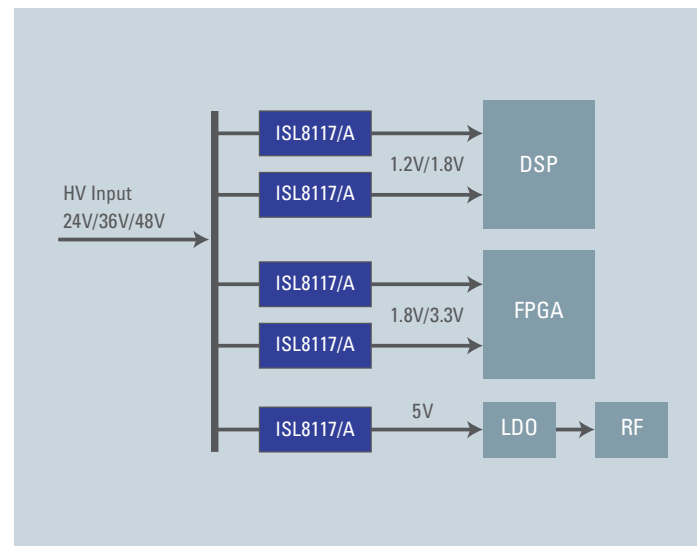 HV Input
24V/36V/48V
ISL8117/A
1.2V/1.8V
ISL8117/A
DSP
ISL8117/A
1.8V/3.3V
ISL8117/A
FPGA
ISL8117/A
5V
LDO
RF